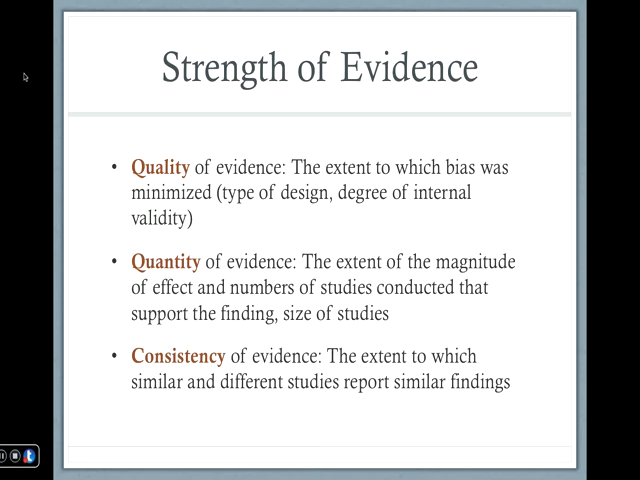 Strength of Evidence
• Quality of evidence: The extent to which bias was
minimized (type of design, degree of internal
validity)
• Quantity of evidence: The extent of the magnitude
of effect and numbers of studies conducted that
support the finding, size of studies
• Consistency of evidence: The extent to which
similar and different studies report similar findings
t